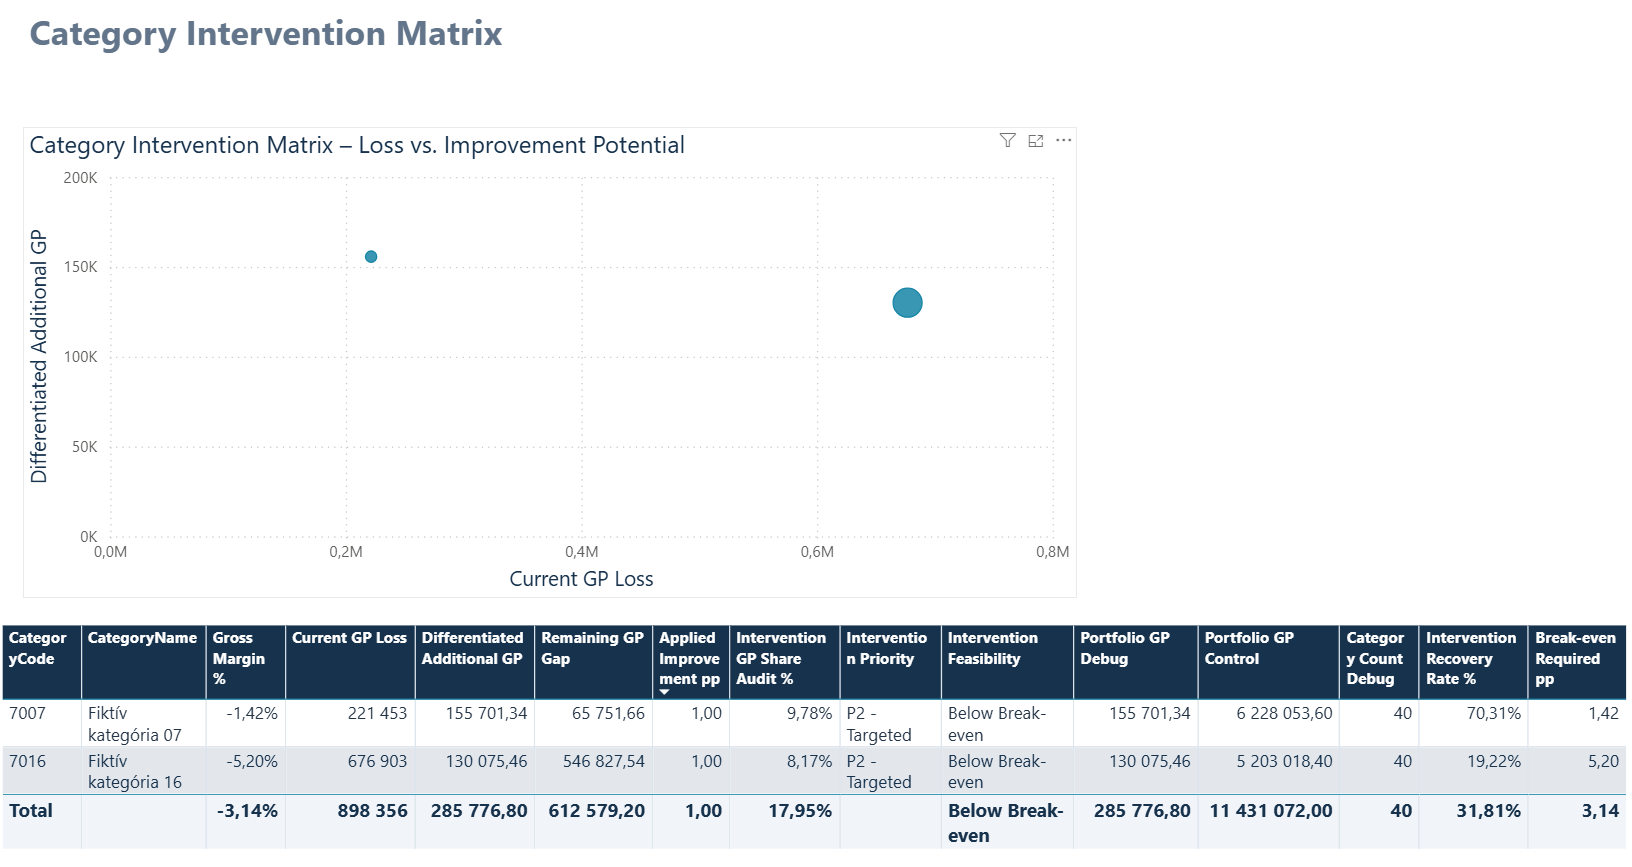 Category Intervention Matrix
Category Intervention Matrix – Loss vs. Improvement Potential
Differentiated Additional GP
200K
150K
100K
50K
0K
0,0M 0,2M 0,4M 0,6M 0,8M
Current GP Loss
Categor CategoryName Gross Current GP Loss Differentiated Remaining GP Applied Intervention Interventio Intervention Portfolio GP Portfolio GP Categor Intervention Break-even
yCode Margin Additional GP Gap Improve GP Share n Priority Feasibility Debug Control y Count Recovery Required
% ment pp Audit % Debug Rate % pp
7007 Fiktív -1,42% 221 453 155 701,34 65 751,66 1,00 9,78% P2 - Below Break- 155 701,34 6 228 053,60 40 70,31% 1,42
kategória 07 Targeted even
7016 Fiktív -5,20% 676 903 130 075,46 546 827,54 1,00 8,17% P2 - Below Break- 130 075,46 5 203 018,40 40 19,22% 5,20
kategória 16 Targeted even
Total -3,14% 898 356 285 776,80 612 579,20 1,00 17,95% Below Break- 285 776,80 11 431 072,00 40 31,81% 3,14
even